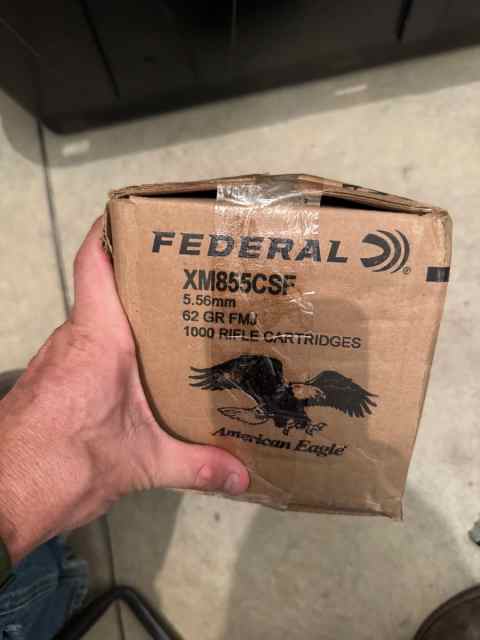 FEDERAL ®
XM855CSF
5.56mm
62 GR FMJ
1000 RIFLE CARTRIDGES
American Eagle